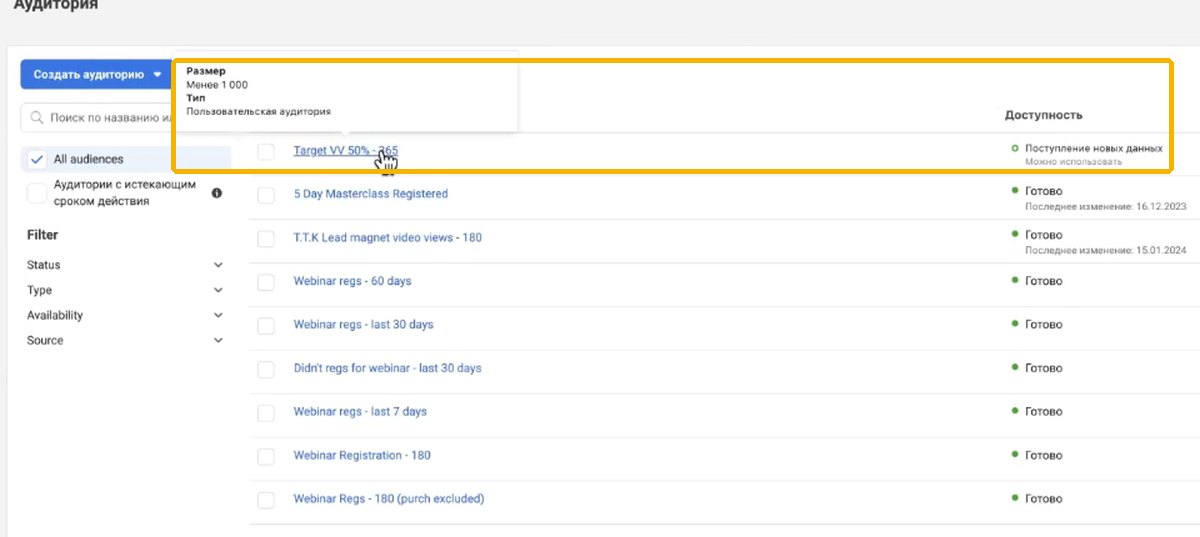 Аудитория
Создать аудиторию
Размер
Менее 1 000
Тип
Пользовательская аудитория
Поиск по названию
Доступность
All audiences
Аудитории с истекающим
сроком действия
Filter
Status
Type
Availability
Source
Target VV 50% - 365
Поступление новых данных
Можно использовать
5 Day Masterclass Registered
Готово
Последнее изменение: 16.12.2023
T.T.K Lead magnet video views - 180
Готово
Последнее изменение: 15.01.2024
Webinar regs - 60 days
Готово
Webinar regs - last 30 days
Готово
Didn't regs for webinar - last 30 days
Готово
Webinar regs - last 7 days
Готово
Webinar Registration - 180
Готово
Webinar Regs - 180 (purch excluded)
Готово